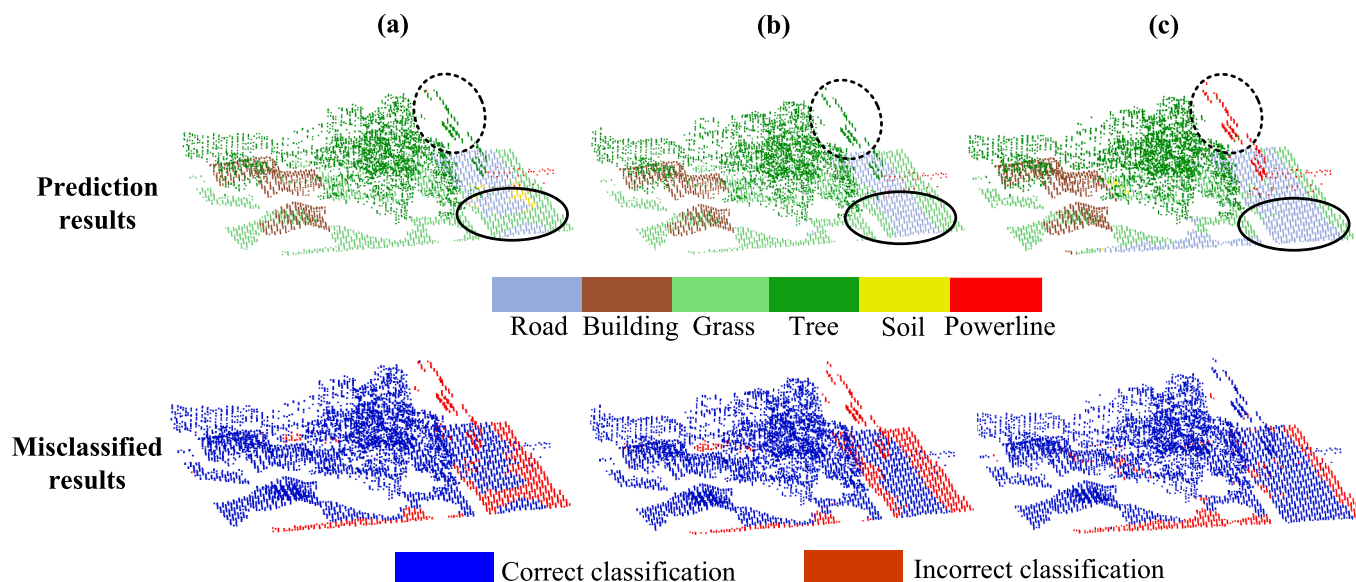 (a) (b) (c)
Prediction
results
Road Building Grass Tree Soil Powerline
Misclassified
results
Correct classification Incorrect classification